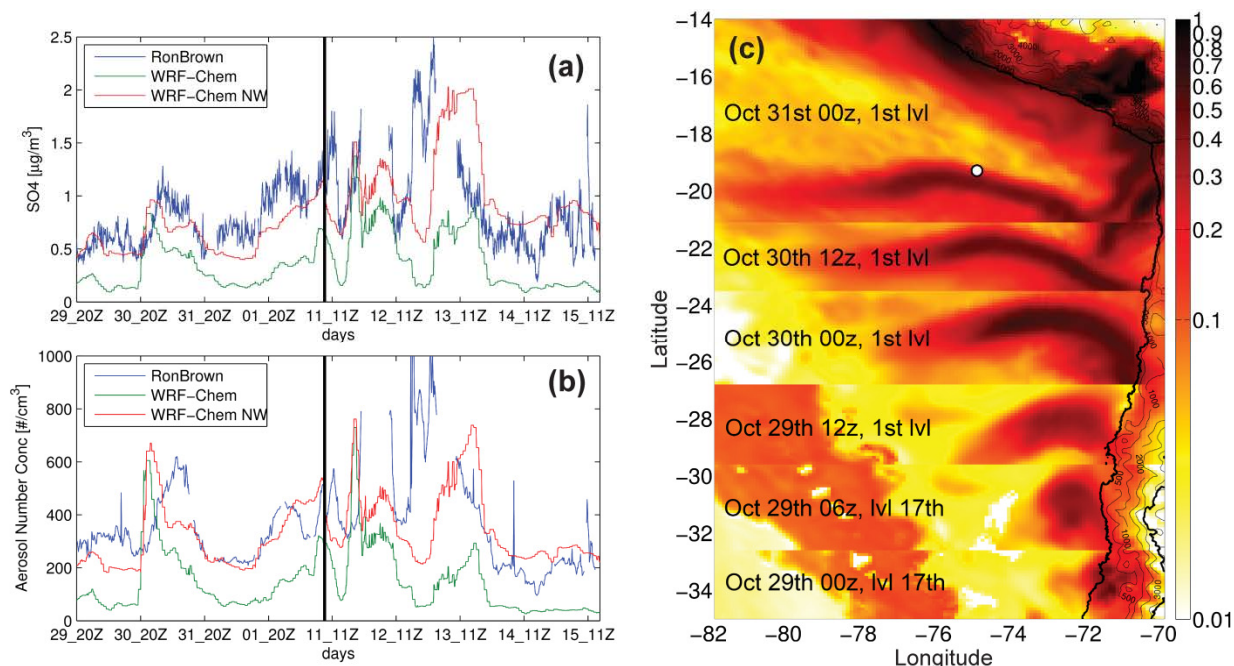 2.5
2
1.5
1
0.5
0
SO4 [µg/m³]
RonBrown
WRF-Chem
WRF-Chem NW
(a)
29_20Z 30_20Z 31_20Z 01_20Z 11_11Z 12_11Z 13_11Z 14_11Z 15_11Z
days
1000
800
600
400
200
0
Aerosol Number Conc [#/cm³]
RonBrown
WRF-Chem
WRF-Chem NW
(b)
29_20Z 30_20Z 31_20Z 01_20Z 11_11Z 12_11Z 13_11Z 14_11Z 15_11Z
days
(c)
-14
-16
-18
-20
-22
-24
-26
-28
-30
-32
-34
Latitude
Oct 31st 00z, 1st lvl
Oct 30th 12z, 1st lvl
Oct 30th 00z, 1st lvl
Oct 29th 12z, 1st lvl
Oct 29th 06z, lvl 17th
Oct 29th 00z, lvl 17th
-82 -80 -78 -76 -74 -72 -70
Longitude
1
0.9
0.8
0.7
0.6
0.5
0.4
0.3
0.2
0.1
0.01